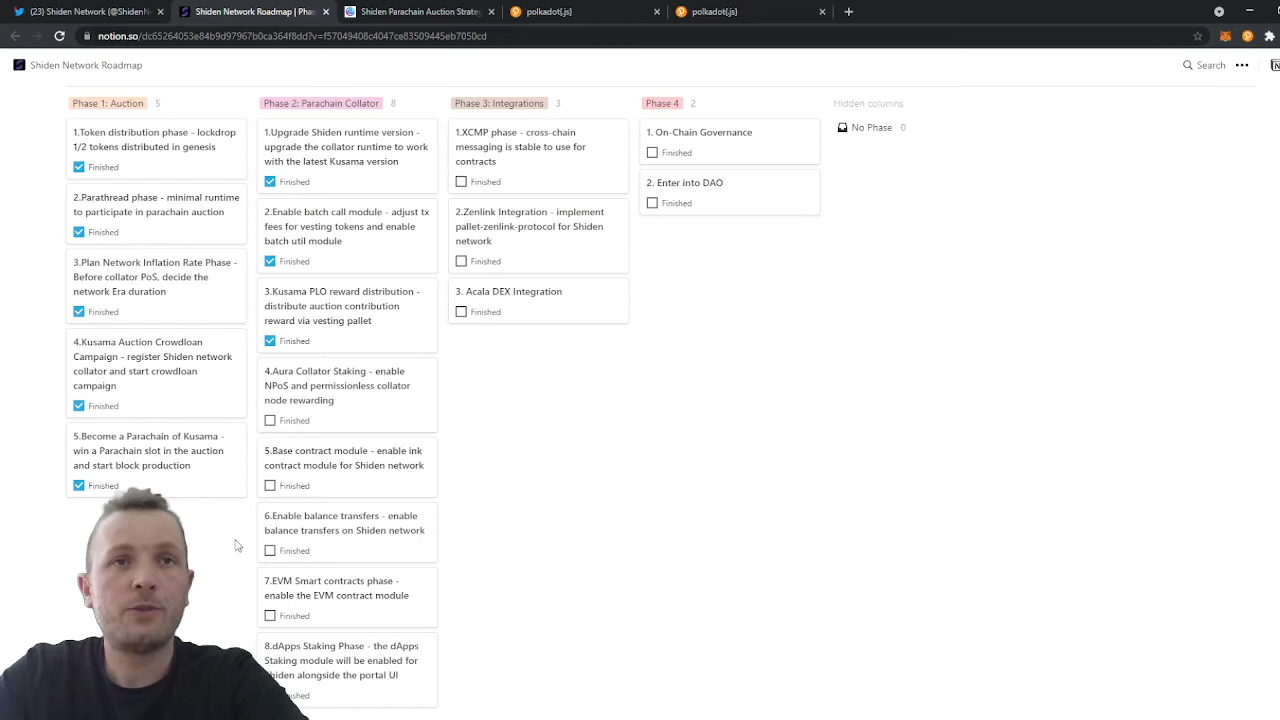 (23) Shiden Network (@ShidenNe
Shiden Network Roadmap | Phase
Shiden Parachain Auction Strateg
polkadot{.js}
polkadot{.js}
notion.so/dc65264053e84b9d97967b0ca364f8dd?v=f57049408c4047ce83509445eb7050cd
Shiden Network Roadmap
Search
Phase 1: Auction 5
Phase 2: Parachain Collator 8
Phase 3: Integrations 3
Phase 4 2
Hidden columns
1.Token distribution phase - lockdrop
1/2 tokens distributed in genesis
Finished
2.Parathread phase - minimal runtime
to participate in parachain auction
Finished
3.Plan Network Inflation Rate Phase -
Before collator PoS, decide the
network Era duration
Finished
4.Kusama Auction Crowdloan
Campaign - register Shiden network
collator and start crowdloan
campaign
Finished
5.Become a Parachain of Kusama -
win a Parachain slot in the auction
and start block production
Finished
1.Upgrade Shiden runtime version -
upgrade the collator runtime to work
with the latest Kusama version
Finished
2.Enable batch call module - adjust tx
fees for vesting tokens and enable
batch util module
Finished
3.Kusama PLO reward distribution -
distribute auction contribution
reward via vesting pallet
Finished
4.Aura Collator Staking - enable
NPoS and permissionless collator
node rewarding
Finished
5.Base contract module - enable ink
contract module for Shiden network
Finished
6.Enable balance transfers - enable
balance transfers on Shiden network
Finished
7.EVM Smart contracts phase -
enable the EVM contract module
Finished
8.dApps Staking Phase - the dApps
Staking module will be enabled for
Shiden alongside the portal UI
Finished
1.XCMP phase - cross-chain
messaging is stable to use for
contracts
Finished
2.Zenlink Integration - implement
pallet-zenlink-protocol for Shiden
network
Finished
3. Acala DEX Integration
Finished
1. On-Chain Governance
Finished
2. Enter into DAO
Finished
No Phase 0